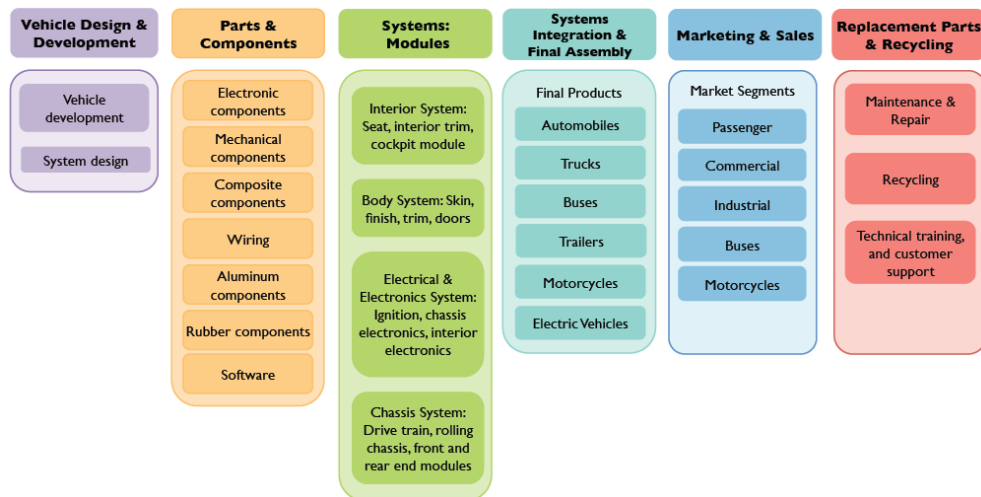 Vehicle Design &
Development
Vehicle
development
System design
Parts &
Components
Electronic
components
Mechanical
components
Composite
components
Wiring
Aluminum
components
Rubber components
Software
Systems:
Modules
Interior System:
Seat, interior trim,
cockpit module
Body System: Skin,
finish, trim, doors
Electrical &
Electronics System:
Ignition, chassis
electronics, interior
electronics
Chassis System:
Drive train, rolling
chassis, front and
rear end modules
Systems
Integration &
Final Assembly
Final Products
Automobiles
Trucks
Buses
Trailers
Motorcycles
Electric Vehicles
Marketing & Sales
Market Segments
Passenger
Commercial
Industrial
Buses
Motorcycles
Replacement Parts
& Recycling
Maintenance &
Repair
Recycling
Technical training,
and customer
support